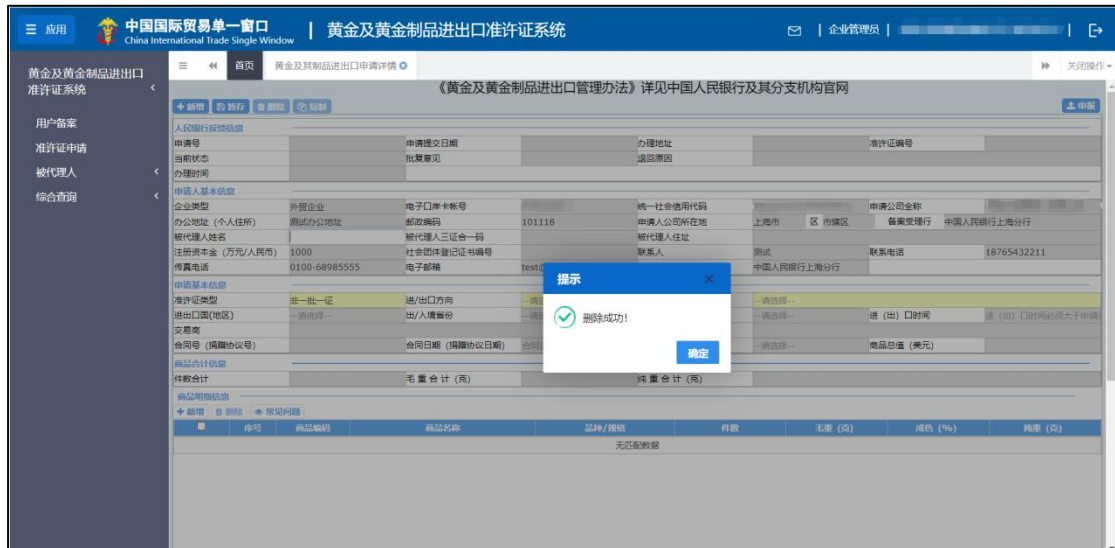 应用
中国国际贸易单一窗口
China International Trade Single Window
黄金及黄金制品进出口准许证系统
企业管理员
黄金及黄金制品进出口
准许证系统
用户备案
准许证申请
被代理人
综合查询
首页 黄金及其制品进出口申请详情 关闭操作
《黄金及黄金制品进出口管理办法》详见中国人民银行及其分支机构官网
新增 暂存 删除 复制 申报
人民银行反馈信息
申请号 申请提交日期 办理地址 准许证编号
当前状态 批复意见 退回原因
办理时间
申请人基本信息
企业类型 外贸企业 电子口岸卡帐号 统一社会信用代码 申请公司全称
办公地址(个人住所) 测试办公地址 邮政编码 101118 申请人公司所在地 上海市 区 市辖区 备案受理行 中国人民银行上海分行
被代理人姓名 被代理人三证合一码 被代理人住址
注册资本金 (万元/人民币) 1000 社会团体登记证书编号 联系人 测试 联系电话 18765432211
传真电话 0100-68985555 电子邮箱 test 中国人民银行上海分行
申请基本信息
准许证类型 非一批一证 进/出口方向 --请选择--
进出口国(地区) --请选择-- 出/入境省份 --请选择-- 进(出)口时间 进(出)口时间必须大于申请
交易商
合同号(捐赠协议号) 合同日期(捐赠协议日期) --请选择-- 商品总值(美元)
商品合计信息
件数合计 毛重合计(克) 纯重合计(克)
商品明细信息
新增 删除 常见问题
序号 商品编码 商品名称 品种/规格 件数 毛重(克) 成色(%) 纯重(克)
无匹配数据
提示
删除成功!
确定